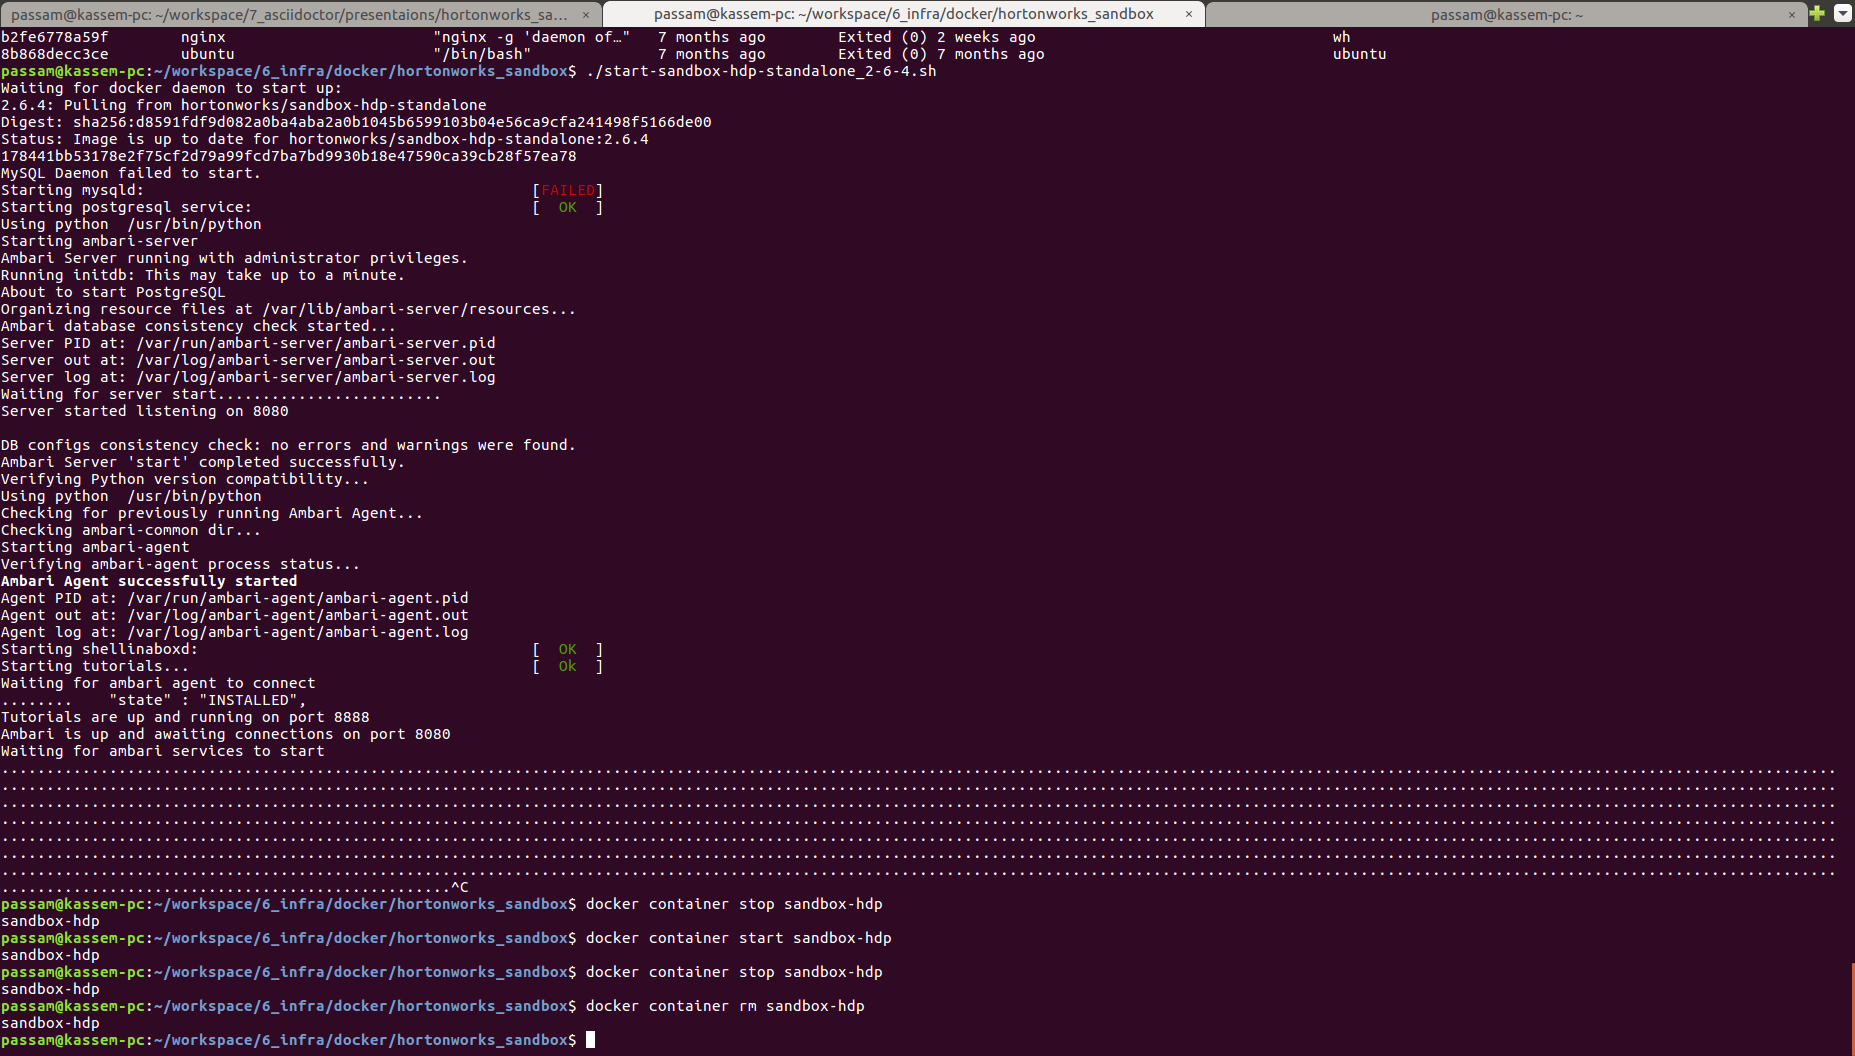 passam@kassem-pc: ~/workspace/7_asciidoctor/presentaions/hortonworks_sa... ×
passam@kassem-pc: ~/workspace/6_infra/docker/hortonworks_sandbox ×
passam@kassem-pc: ~ ×
b2fe6778a59f nginx "nginx -g 'daemon of…" 7 months ago Exited (0) 2 weeks ago wh
8b868decc3ce ubuntu "/bin/bash" 7 months ago Exited (0) 7 months ago ubuntu
passam@kassem-pc:~/workspace/6_infra/docker/hortonworks_sandbox$ ./start-sandbox-hdp-standalone_2-6-4.sh
Waiting for docker daemon to start up:
2.6.4: Pulling from hortonworks/sandbox-hdp-standalone
Digest: sha256:d8591fdf9d082a0ba4aba2a0b1045b6599103b04e56ca9cfa241498f5166de00
Status: Image is up to date for hortonworks/sandbox-hdp-standalone:2.6.4
178441bb53178e2f75cf2d79a99fcd7ba7bd9930b18e47590ca39cb28f57ea78
MySQL Daemon failed to start.
Starting mysqld: [FAILED]
Starting postgresql service: [ OK ]
Using python /usr/bin/python
Starting ambari-server
Ambari Server running with administrator privileges.
Running initdb: This may take up to a minute.
About to start PostgreSQL
Organizing resource files at /var/lib/ambari-server/resources...
Ambari database consistency check started...
Server PID at: /var/run/ambari-server/ambari-server.pid
Server out at: /var/log/ambari-server/ambari-server.out
Server log at: /var/log/ambari-server/ambari-server.log
Waiting for server start.........................
Server started listening on 8080
DB configs consistency check: no errors and warnings were found.
Ambari Server 'start' completed successfully.
Verifying Python version compatibility...
Using python /usr/bin/python
Checking for previously running Ambari Agent...
Checking ambari-common dir...
Starting ambari-agent
Verifying ambari-agent process status...
Ambari Agent successfully started
Agent PID at: /var/run/ambari-agent/ambari-agent.pid
Agent out at: /var/log/ambari-agent/ambari-agent.out
Agent log at: /var/log/ambari-agent/ambari-agent.log
Starting shellinaboxd: [ OK ]
Starting tutorials... [ Ok ]
Waiting for ambari agent to connect
........ "state" : "INSTALLED",
Tutorials are up and running on port 8888
Ambari is up and awaiting connections on port 8080
Waiting for ambari services to start
..................................................^C
passam@kassem-pc:~/workspace/6_infra/docker/hortonworks_sandbox$ docker container stop sandbox-hdp
sandbox-hdp
passam@kassem-pc:~/workspace/6_infra/docker/hortonworks_sandbox$ docker container start sandbox-hdp
sandbox-hdp
passam@kassem-pc:~/workspace/6_infra/docker/hortonworks_sandbox$ docker container stop sandbox-hdp
sandbox-hdp
passam@kassem-pc:~/workspace/6_infra/docker/hortonworks_sandbox$ docker container rm sandbox-hdp
sandbox-hdp
passam@kassem-pc:~/workspace/6_infra/docker/hortonworks_sandbox$